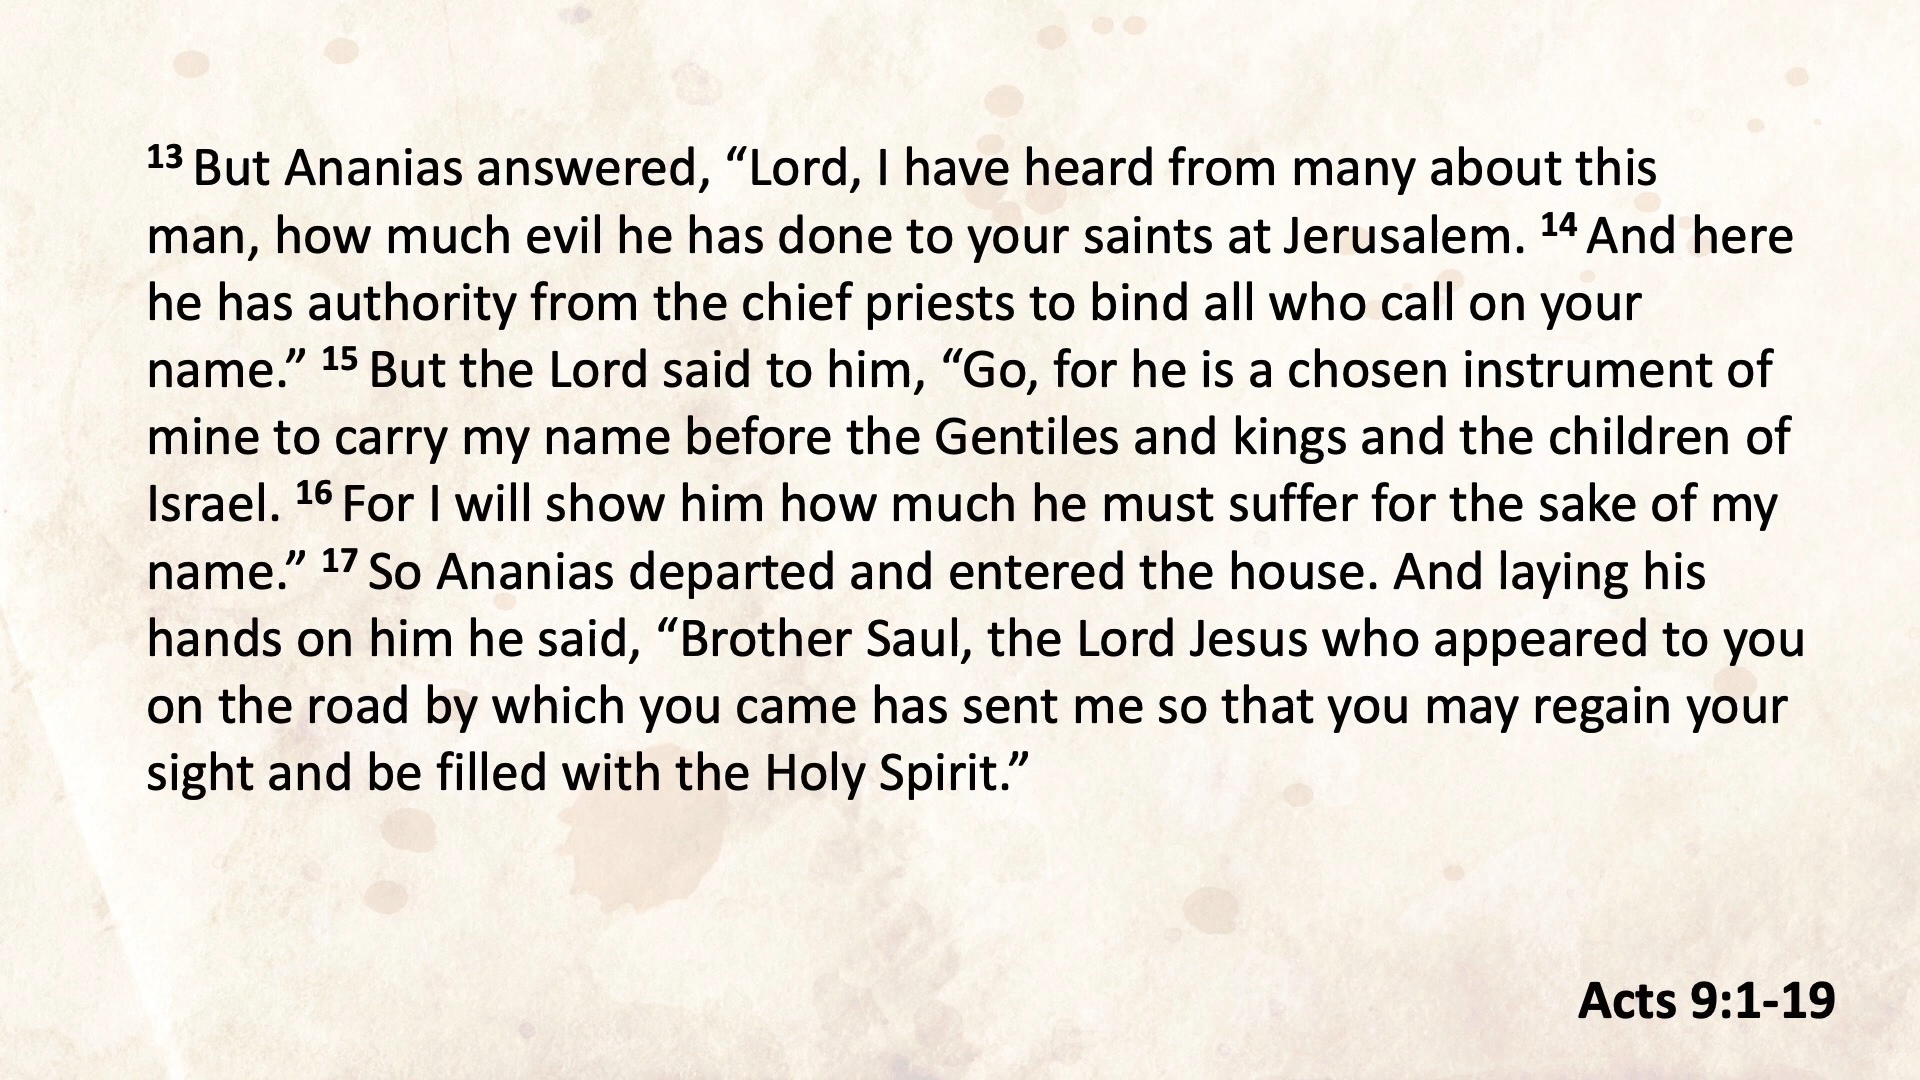 13 But Ananias answered, “Lord, I have heard from many about this
man, how much evil he has done to your saints at Jerusalem. 14 And here
he has authority from the chief priests to bind all who call on your
name.” 15 But the Lord said to him, “Go, for he is a chosen instrument of
mine to carry my name before the Gentiles and kings and the children of
Israel. 16 For I will show him how much he must suffer for the sake of my
name.” 17 So Ananias departed and entered the house. And laying his
hands on him he said, “Brother Saul, the Lord Jesus who appeared to you
on the road by which you came has sent me so that you may regain your
sight and be filled with the Holy Spirit.”
Acts 9:1-19